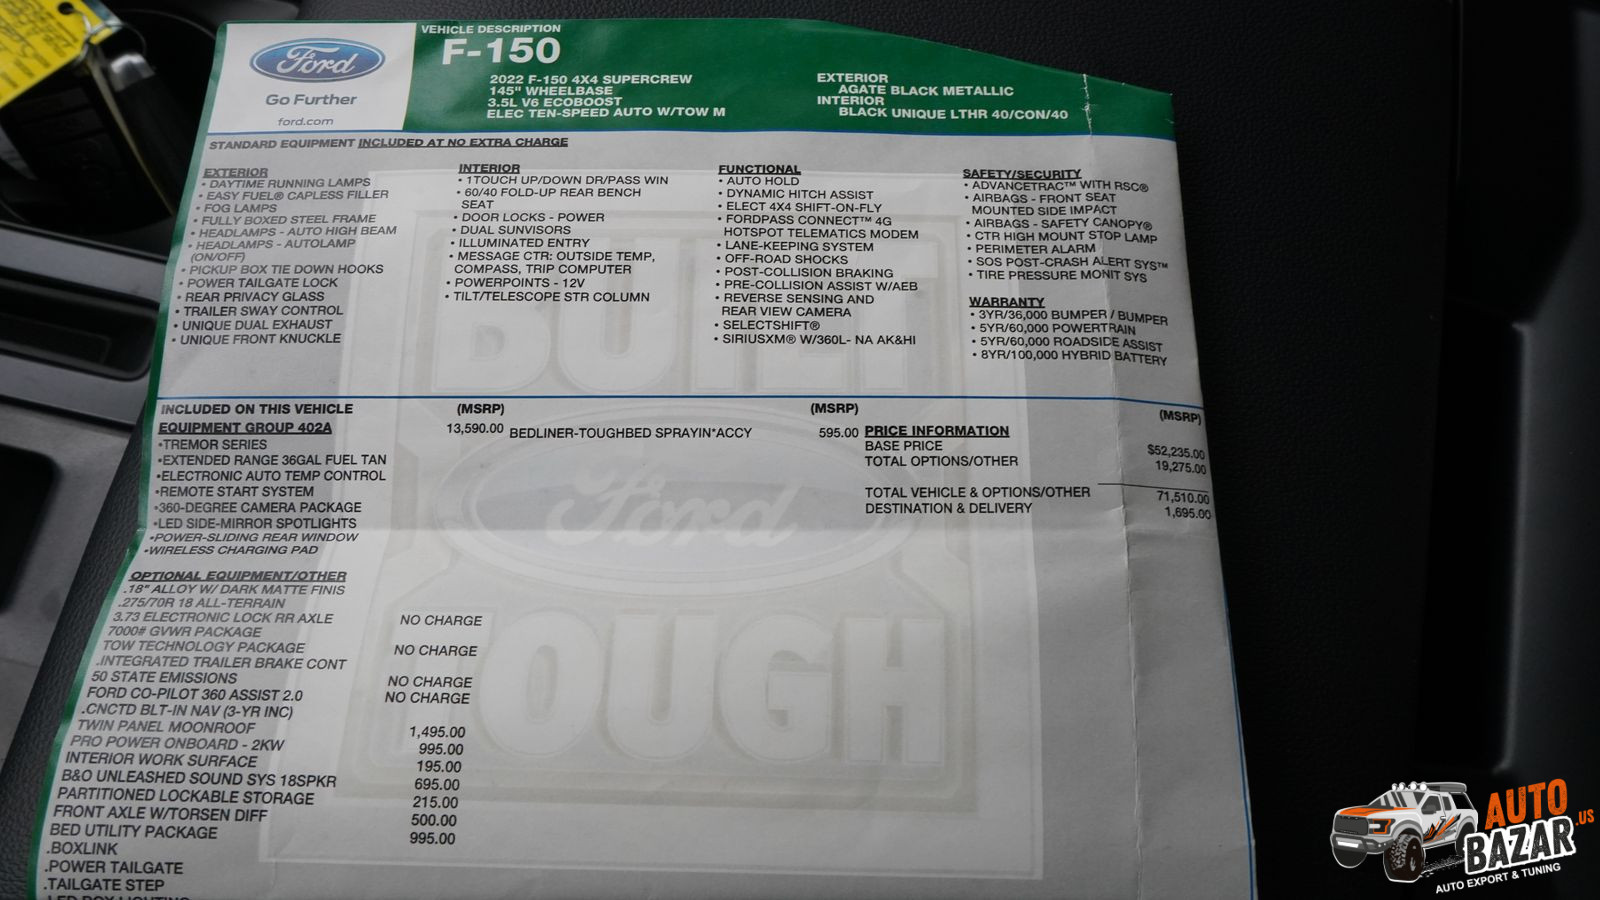 Ford
Go Further
ford.com
VEHICLE DESCRIPTION
F-150
2022 F-150 4X4 SUPERCREW
145" WHEELBASE
3.5L V6 ECOBOOST
ELEC TEN-SPEED AUTO W/TOW M
EXTERIOR
AGATE BLACK METALLIC
INTERIOR
BLACK UNIQUE LTHR 40/CON/40
STANDARD EQUIPMENT INCLUDED AT NO EXTRA CHARGE
EXTERIOR
• DAYTIME RUNNING LAMPS
• EASY FUEL® CAPLESS FILLER
• FOG LAMPS
• FULLY BOXED STEEL FRAME
• HEADLAMPS - AUTO HIGH BEAM
• HEADLAMPS - AUTOLAMP
(ON/OFF)
• PICKUP BOX TIE DOWN HOOKS
• POWER TAILGATE LOCK
• REAR PRIVACY GLASS
• TRAILER SWAY CONTROL
• UNIQUE DUAL EXHAUST
• UNIQUE FRONT KNUCKLE
INTERIOR
• 1TOUCH UP/DOWN DR/PASS WIN
• 60/40 FOLD-UP REAR BENCH
SEAT
• DOOR LOCKS - POWER
• DUAL SUNVISORS
• ILLUMINATED ENTRY
• MESSAGE CTR: OUTSIDE TEMP,
COMPASS, TRIP COMPUTER
• POWERPOINTS - 12V
• TILT/TELESCOPE STR COLUMN
FUNCTIONAL
• AUTO HOLD
• DYNAMIC HITCH ASSIST
• ELECT 4X4 SHIFT-ON-FLY
• FORDPASS CONNECT™ 4G
HOTSPOT TELEMATICS MODEM
• LANE-KEEPING SYSTEM
• OFF-ROAD SHOCKS
• POST-COLLISION BRAKING
• PRE-COLLISION ASSIST W/AEB
• REVERSE SENSING AND
REAR VIEW CAMERA
• SELECTSHIFT®
• SIRIUSXM® W/360L- NA AK&HI
SAFETY/SECURITY
• ADVANCETRAC™ WITH RSC®
• AIRBAGS - FRONT SEAT
MOUNTED SIDE IMPACT
• AIRBAGS - SAFETY CANOPY®
• CTR HIGH MOUNT STOP LAMP
• PERIMETER ALARM
• SOS POST-CRASH ALERT SYS™
• TIRE PRESSURE MONIT SYS
WARRANTY
• 3YR/36,000 BUMPER / BUMPER
• 5YR/60,000 POWERTRAIN
• 5YR/60,000 ROADSIDE ASSIST
• 8YR/100,000 HYBRID BATTERY
INCLUDED ON THIS VEHICLE (MSRP)
EQUIPMENT GROUP 402A 13,590.00
•TREMOR SERIES
•EXTENDED RANGE 36GAL FUEL TAN
•ELECTRONIC AUTO TEMP CONTROL
•REMOTE START SYSTEM
•360-DEGREE CAMERA PACKAGE
•LED SIDE-MIRROR SPOTLIGHTS
•POWER-SLIDING REAR WINDOW
•WIRELESS CHARGING PAD
OPTIONAL EQUIPMENT/OTHER
.18" ALLOY W/ DARK MATTE FINIS
.275/70R 18 ALL-TERRAIN
3.73 ELECTRONIC LOCK RR AXLE NO CHARGE
7000# GVWR PACKAGE
TOW TECHNOLOGY PACKAGE NO CHARGE
.INTEGRATED TRAILER BRAKE CONT
50 STATE EMISSIONS NO CHARGE
FORD CO-PILOT 360 ASSIST 2.0 NO CHARGE
.CNCTD BLT-IN NAV (3-YR INC)
TWIN PANEL MOONROOF 1,495.00
PRO POWER ONBOARD - 2KW 995.00
INTERIOR WORK SURFACE 195.00
B&O UNLEASHED SOUND SYS 18SPKR 695.00
PARTITIONED LOCKABLE STORAGE 215.00
FRONT AXLE W/TORSEN DIFF 500.00
BED UTILITY PACKAGE 995.00
.BOXLINK
.POWER TAILGATE
.TAILGATE STEP
.LED BOX LIGHTING
(MSRP)
BEDLINER-TOUGHBED SPRAYIN*ACCY 595.00
(MSRP)
PRICE INFORMATION
BASE PRICE $52,235.00
TOTAL OPTIONS/OTHER 19,275.00
TOTAL VEHICLE & OPTIONS/OTHER 71,510.00
DESTINATION & DELIVERY 1,695.00
BUILT
Ford
TOUGH
AUTO
BAZAR.US
AUTO EXPORT & TUNING